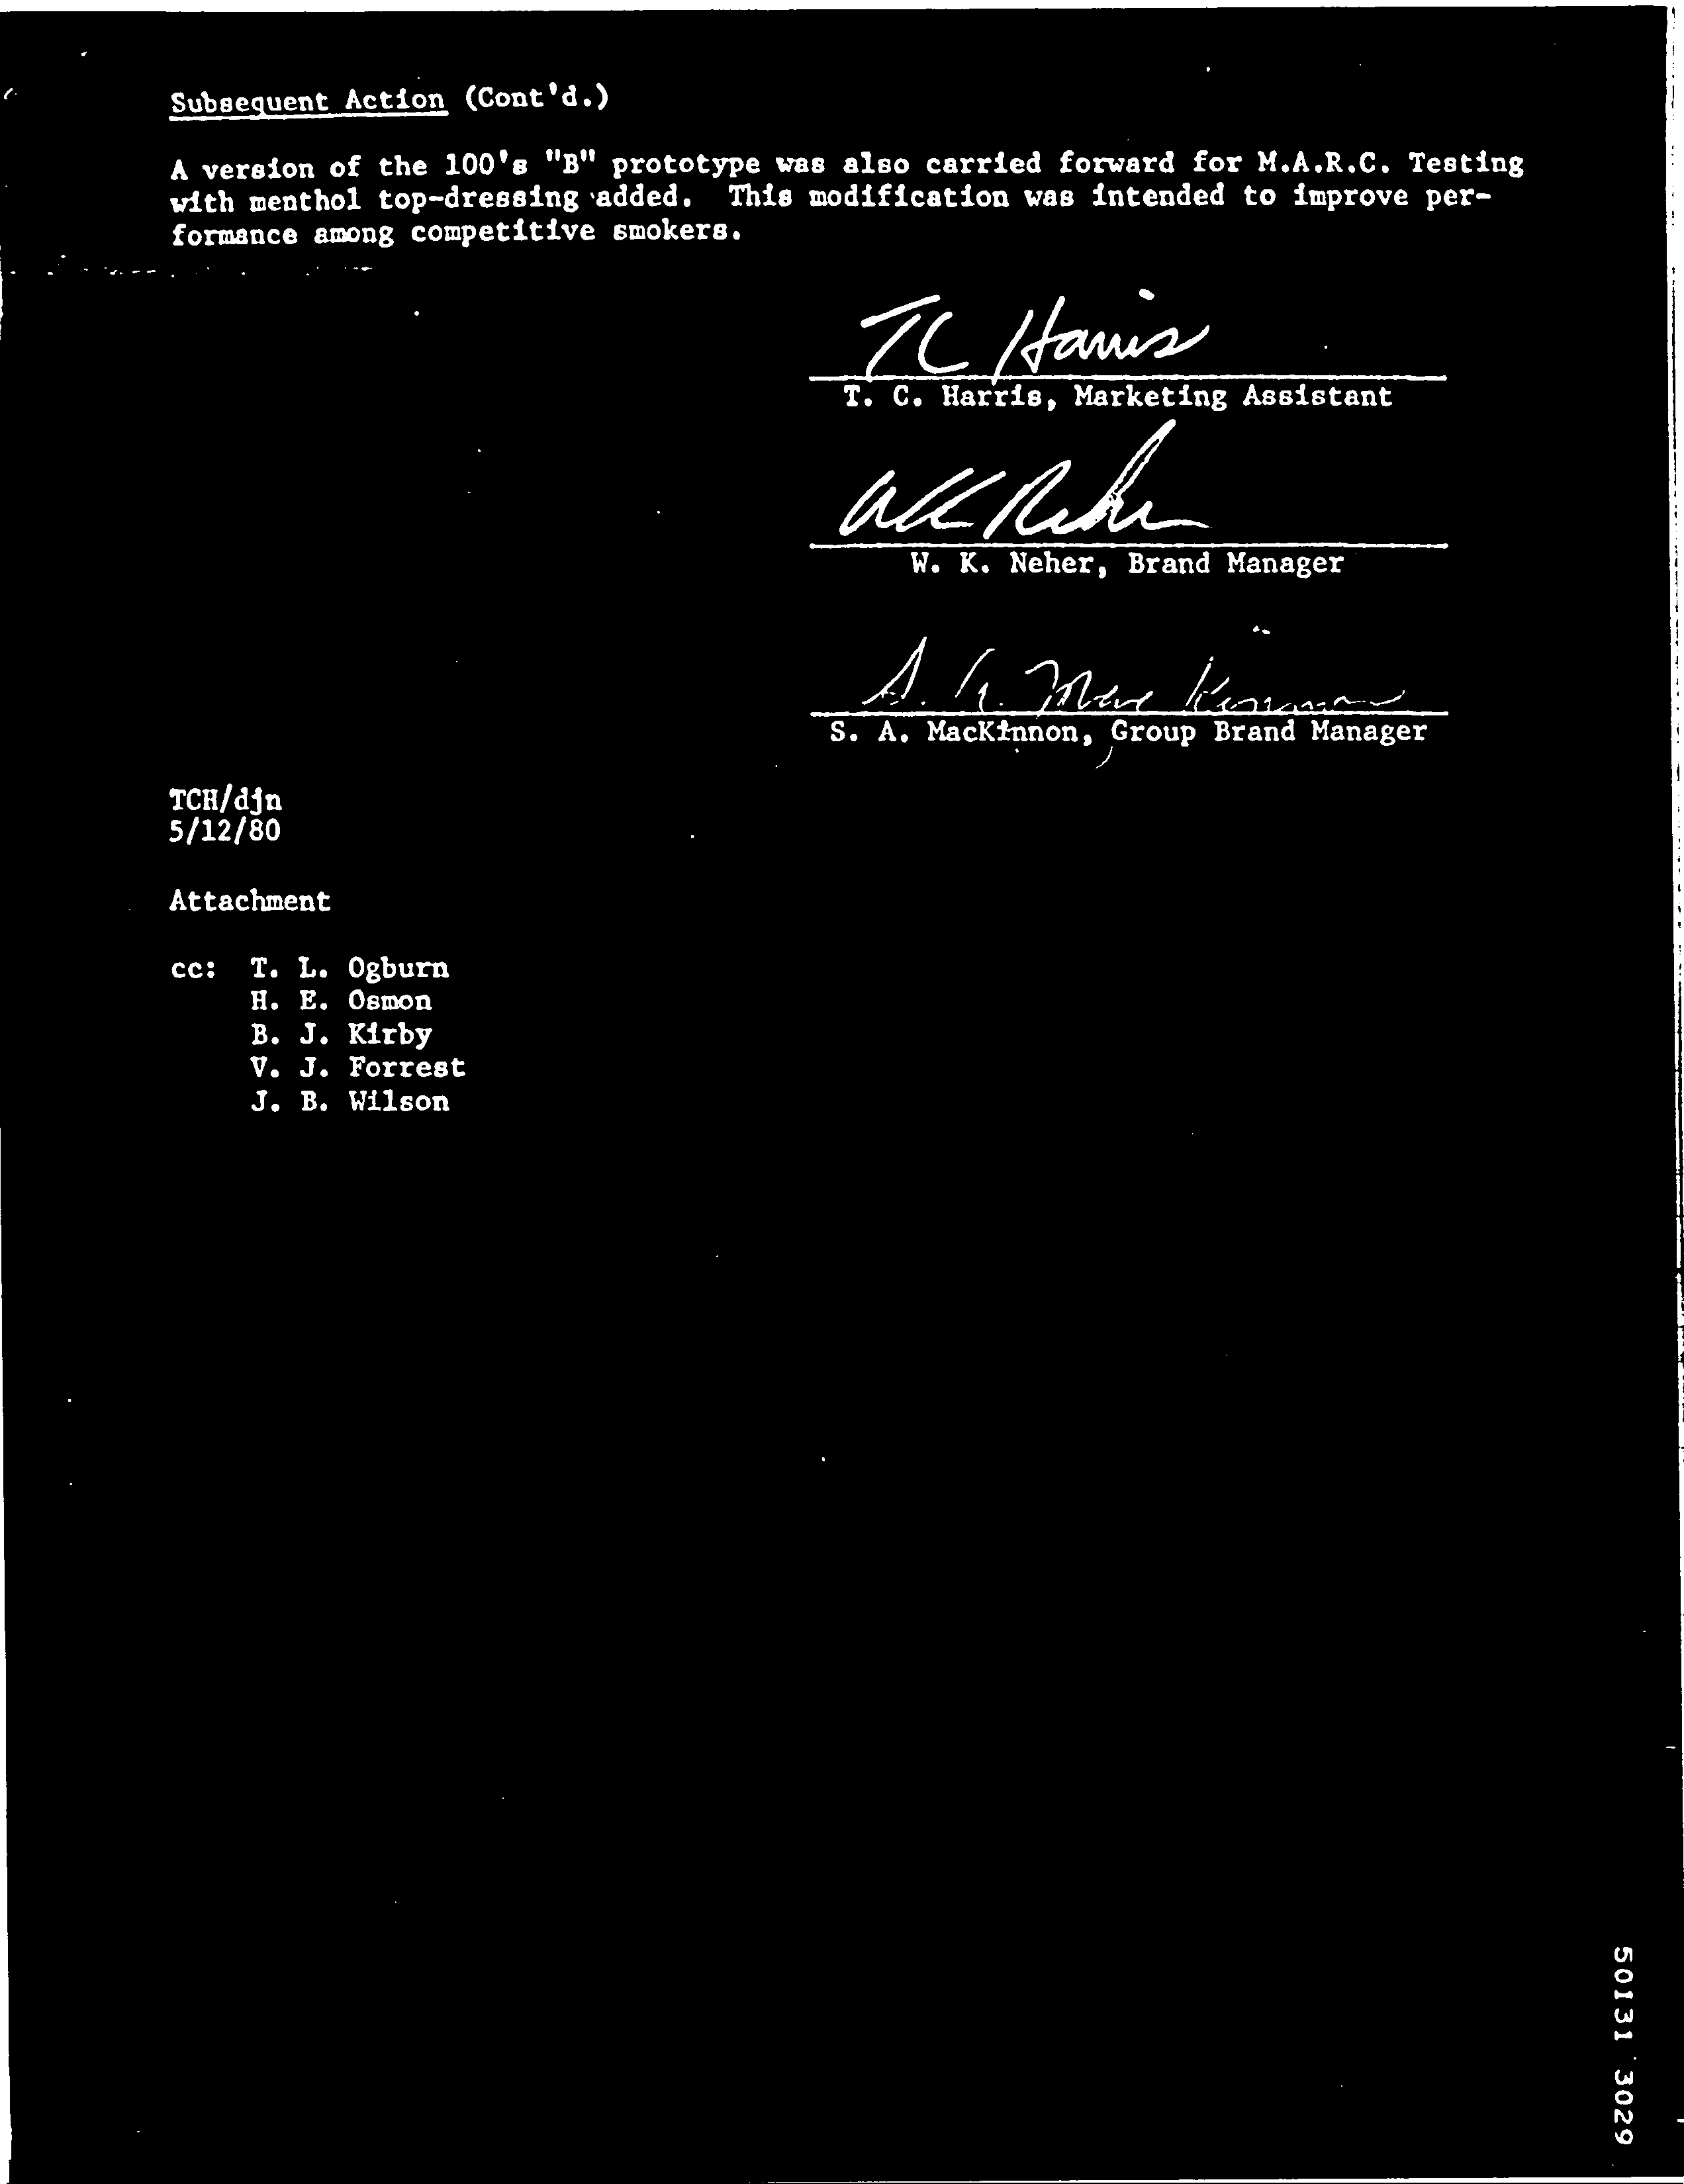 Subsequent Action (Cont'd.)
A version of the 100's "B" prototype was also carried forward for M.A.R.C. Testing
with menthol top-dressing added.  This modification was intended to improve per-
formance among competitive smokers.
TC Harris
T. C. Harris, Marketing Assistant
WK Neher
W. K. Neher, Brand Manager
S. A. MacKinnon
S. A. MacKinnon, Group Brand Manager
TCH/djn
5/12/80
Attachment
cc: T. L. Ogburn
H. E. Osmon
B. J. Kirby
V. J. Forrest
J. B. Wilson
50131 3029